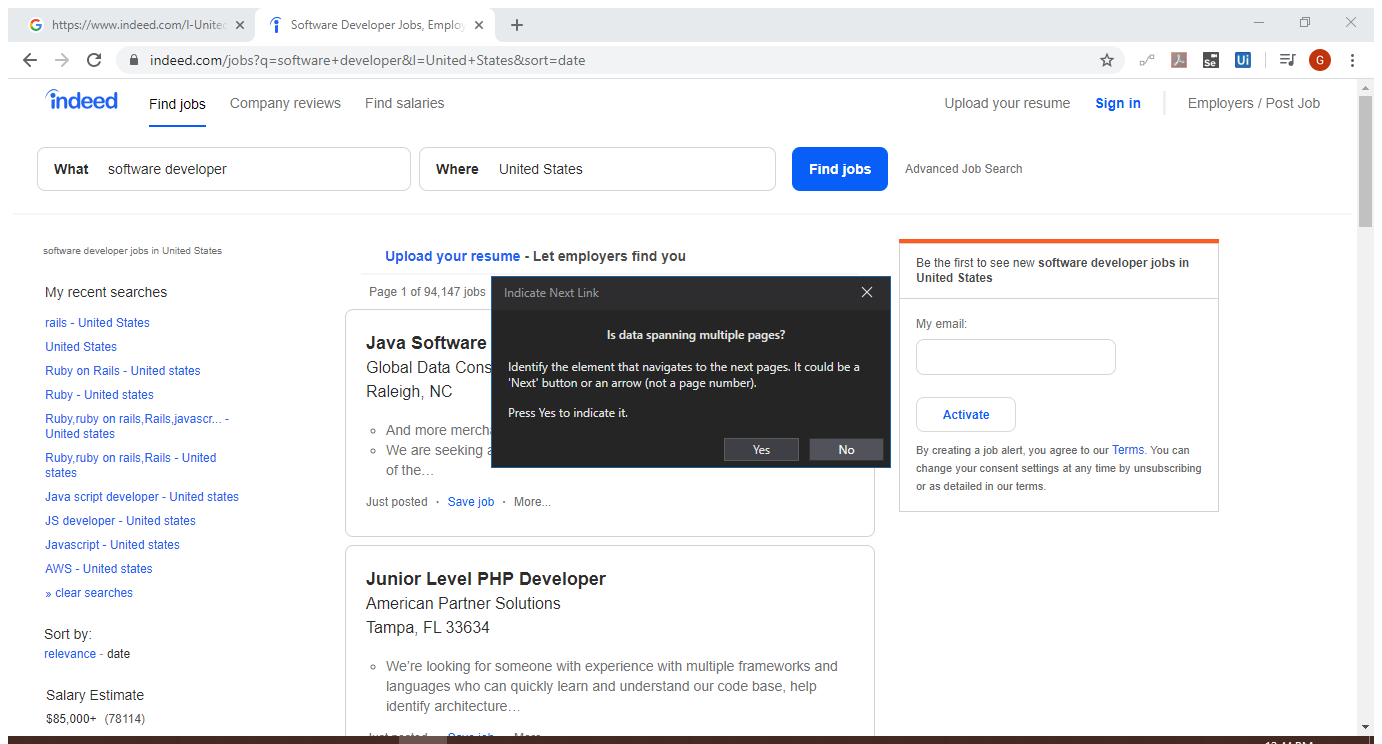 https://www.indeed.com/l-United
Software Developer Jobs, Employ
indeed.com/jobs?q=software+developer&l=United+States&sort=date
Se
Ui
G
indeed
Find jobs
Company reviews
Find salaries
Upload your resume
Sign in
Employers / Post Job
What
software developer
Where
United States
Find jobs
Advanced Job Search
software developer jobs in United States
My recent searches
rails - United States
United States
Ruby on Rails - United states
Ruby - United states
Ruby,ruby on rails,Rails,javascr... -
United states
Ruby,ruby on rails,Rails - United
states
Java script developer - United states
JS developer - United states
Javascript - United states
AWS - United states
» clear searches
Sort by:
relevance - date
Salary Estimate
$85,000+ (78114)
Upload your resume - Let employers find you
Page 1 of 94,147 jobs
Java Software
Global Data Cons
Raleigh, NC
And more mercha
We are seeking a
of the…
Just posted · Save job · More...
Junior Level PHP Developer
American Partner Solutions
Tampa, FL 33634
We’re looking for someone with experience with multiple frameworks and
languages who can quickly learn and understand our code base, help
identify architecture…
Just posted Save job More
Indicate Next Link
Is data spanning multiple pages?
Identify the element that navigates to the next pages. It could be a
'Next' button or an arrow (not a page number).
Press Yes to indicate it.
Yes
No
Be the first to see new software developer jobs in
United States
My email:
Activate
By creating a job alert, you agree to our Terms. You can
change your consent settings at any time by unsubscribing
or as detailed in our terms.